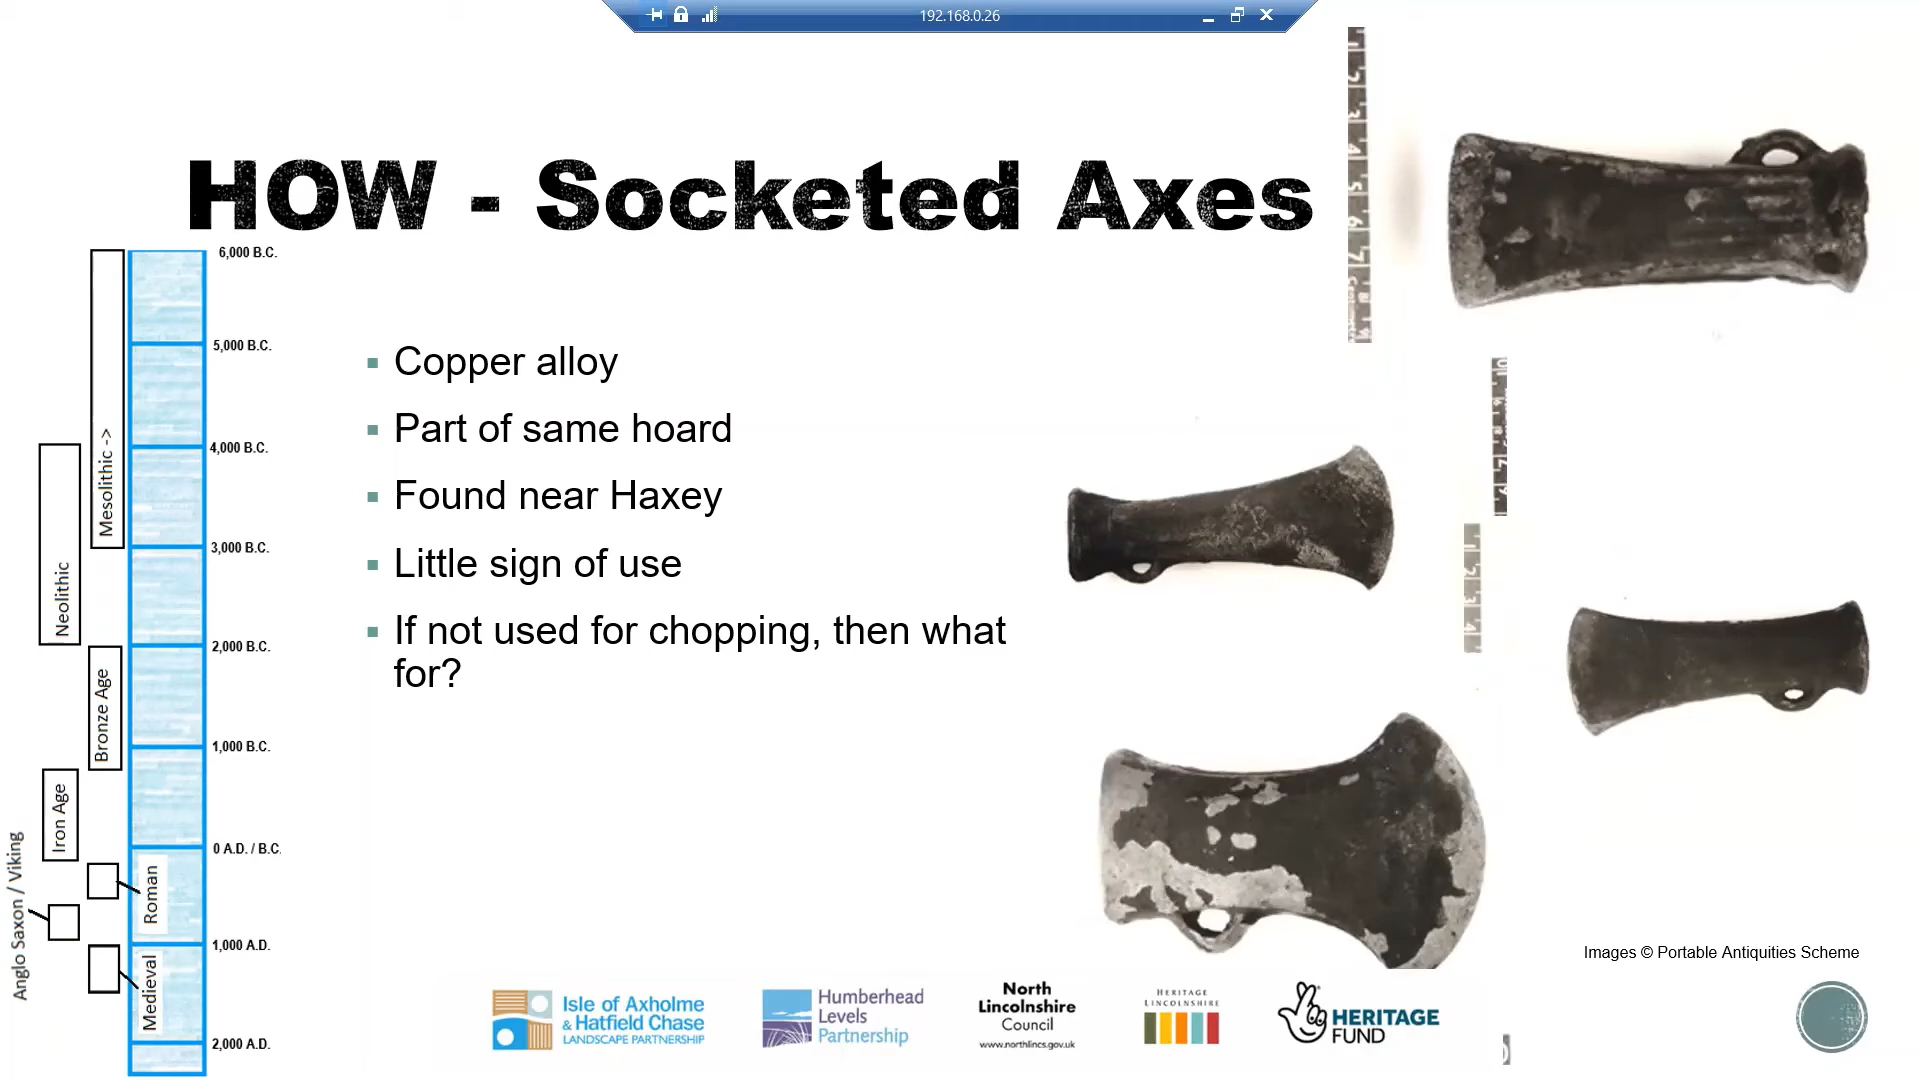 192.168.0.26
HOW - Socketed Axes
6,000 B.C.
5,000 B.C.
4,000 B.C.
3,000 B.C.
2,000 B.C.
1,000 B.C.
0 A.D. / B.C.
1,000 A.D.
2,000 A.D.
Mesolithic ->
Neolithic
Bronze Age
Iron Age
Roman
Anglo Saxon / Viking
Medieval
▪ Copper alloy
▪ Part of same hoard
▪ Found near Haxey
▪ Little sign of use
▪ If not used for chopping, then what
for?
Images © Portable Antiquities Scheme
Isle of Axholme
& Hatfield Chase
LANDSCAPE PARTNERSHIP
Humberhead
Levels
Partnership
North
Lincolnshire
Council
www.northlincs.gov.uk
HERITAGE
LINCOLNSHIRE
HERITAGE
FUND